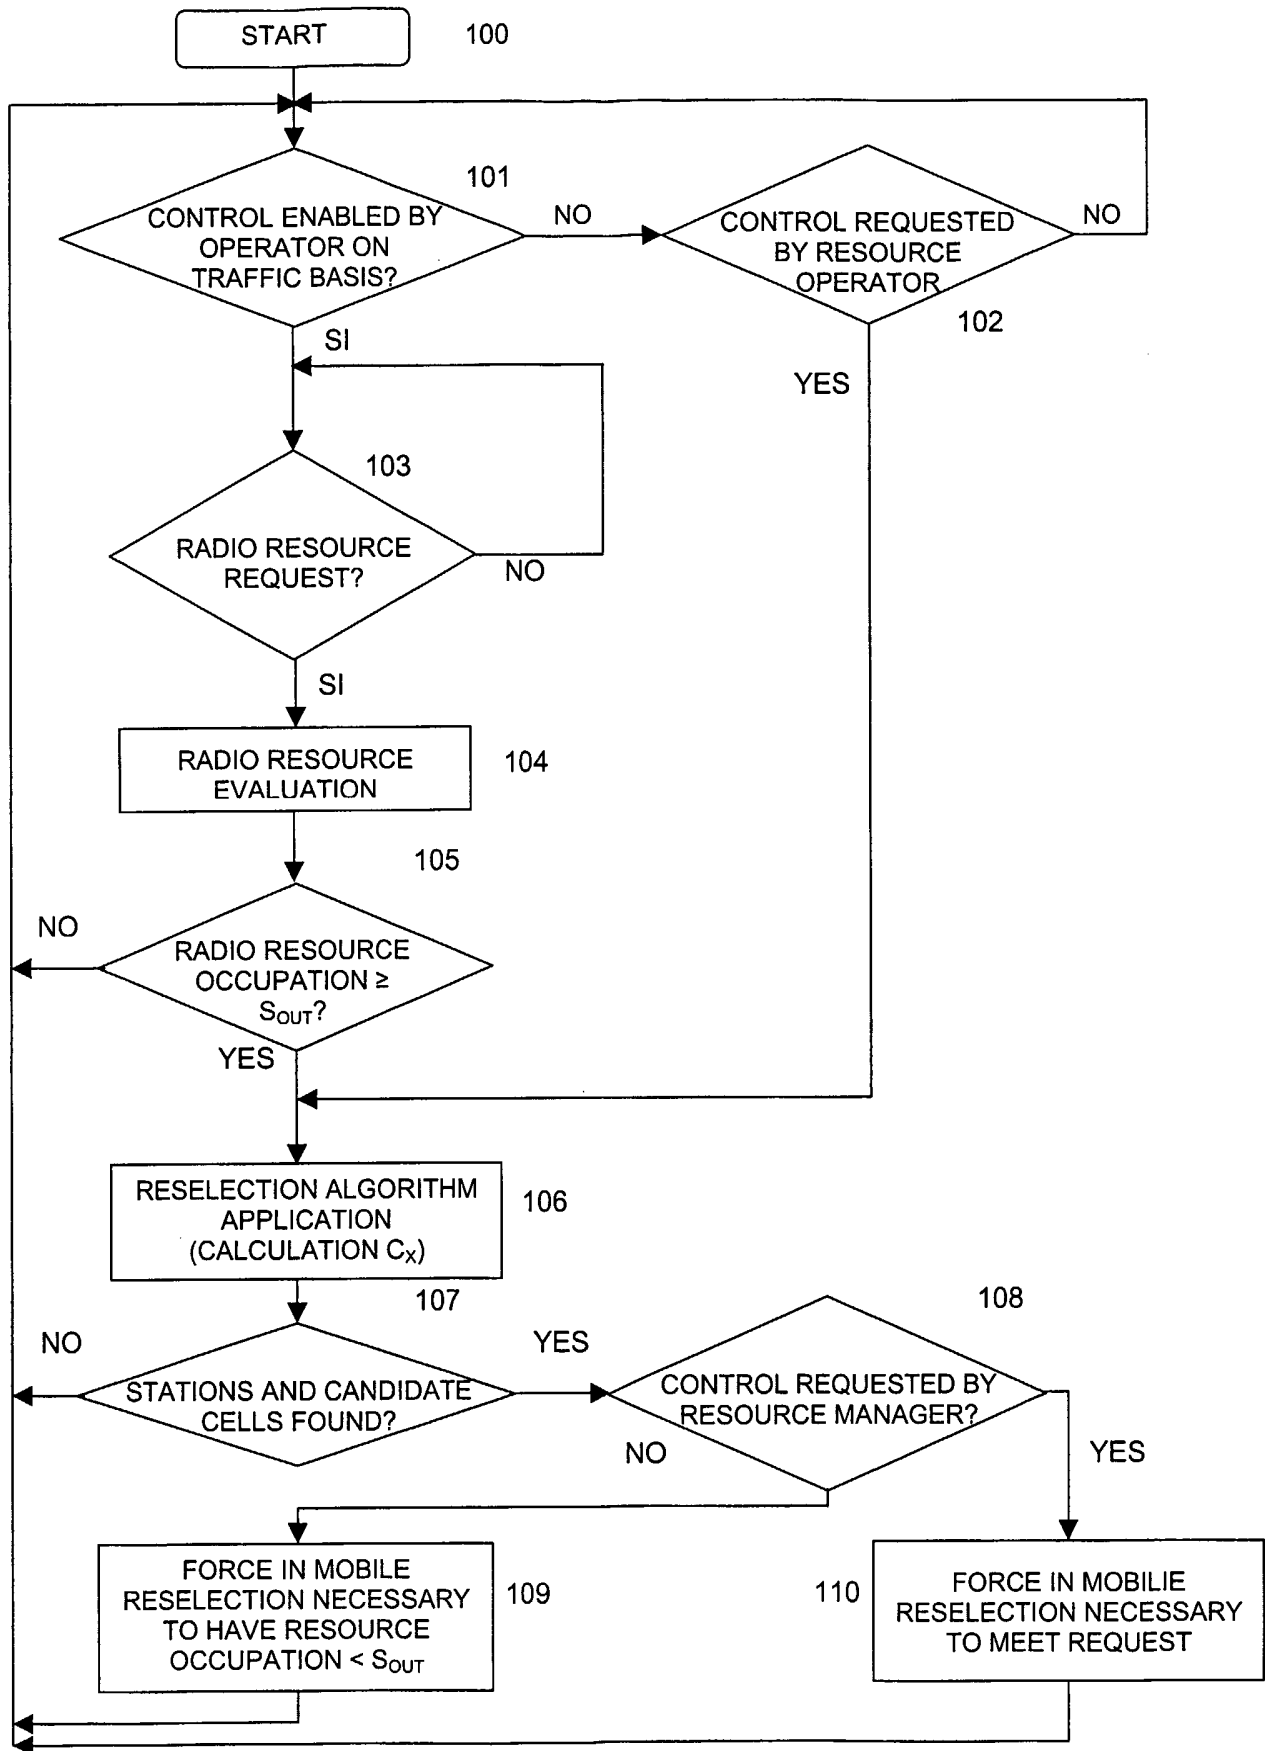 START
100
101
CONTROL ENABLED BY
OPERATOR ON
TRAFFIC BASIS?
NO
CONTROL REQUESTED
BY RESOURCE
OPERATOR
NO
102
SI
YES
103
RADIO RESOURCE
REQUEST?
NO
SI
RADIO RESOURCE
EVALUATION
104
105
NO
RADIO RESOURCE
OCCUPATION ≥
SOUT?
YES
RESELECTION ALGORITHM
APPLICATION
(CALCULATION CX)
106
107
NO
STATIONS AND CANDIDATE
CELLS FOUND?
YES
108
CONTROL REQUESTED BY
RESOURCE MANAGER?
NO
YES
FORCE IN MOBILE
RESELECTION NECESSARY
TO HAVE RESOURCE
OCCUPATION < SOUT
109
110
FORCE IN MOBILIE
RESELECTION NECESSARY
TO MEET REQUEST